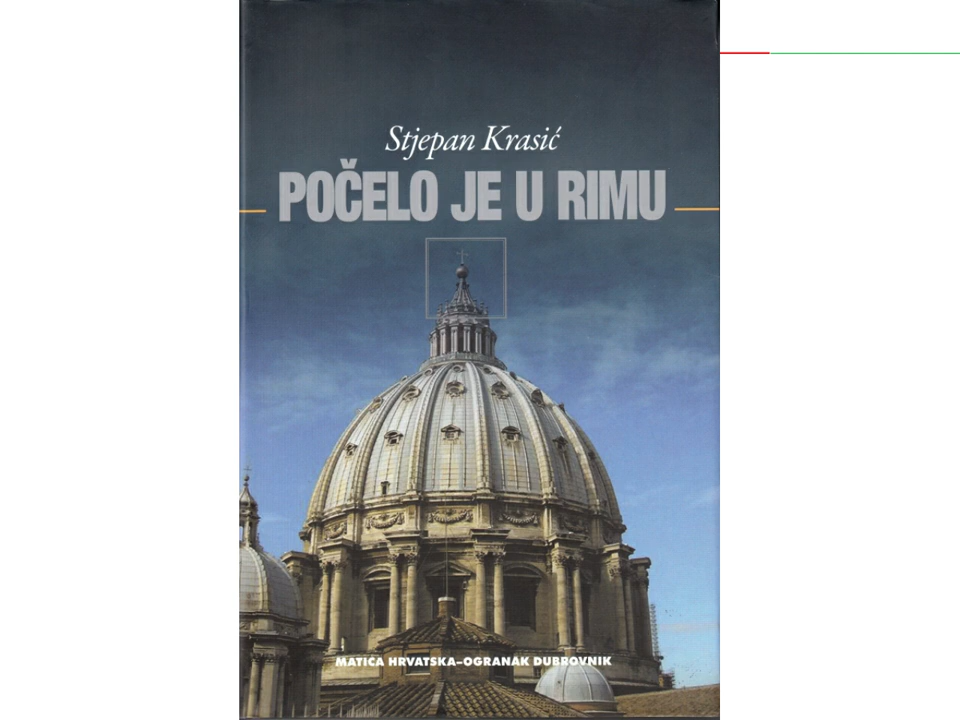 Stjepan Krasić
POČELO JE U RIMU
MATICA HRVATSKA–OGRANAK DUBROVNIK